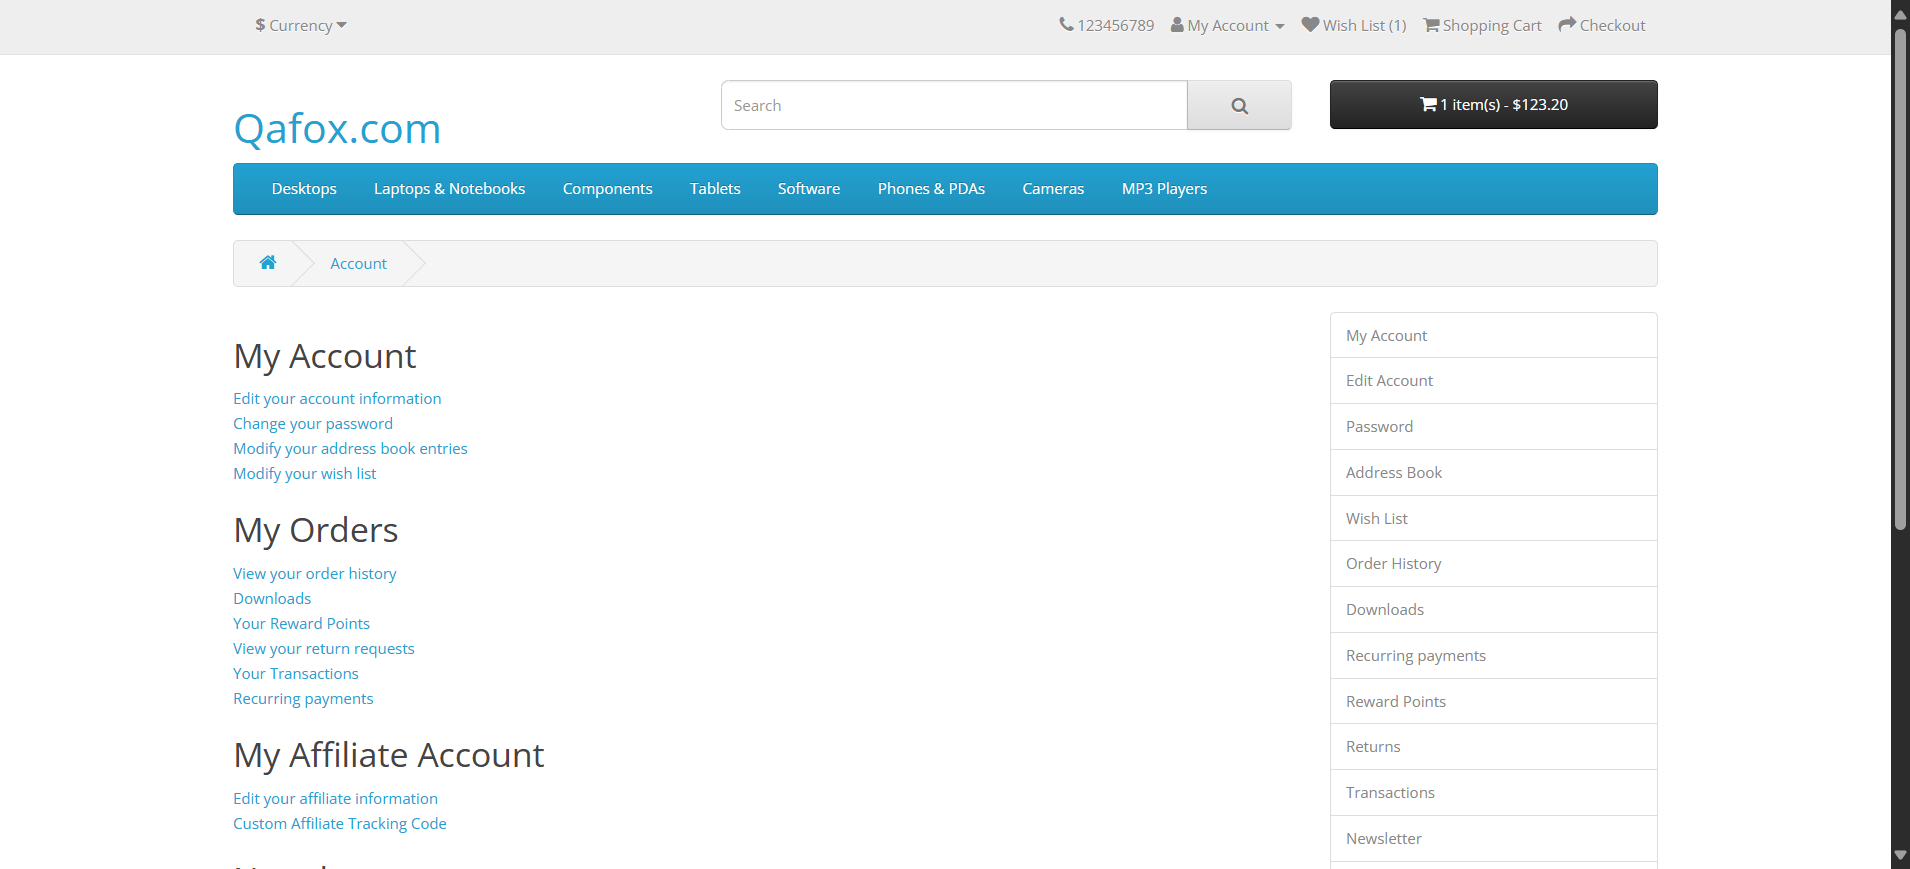 $ Currency
123456789 My Account Wish List (1) Shopping Cart Checkout
Qafox.com
Search
1 item(s) - $123.20
Desktops Laptops & Notebooks Components Tablets Software Phones & PDAs Cameras MP3 Players
Account
My Account
Edit your account information
Change your password
Modify your address book entries
Modify your wish list
My Orders
View your order history
Downloads
Your Reward Points
View your return requests
Your Transactions
Recurring payments
My Affiliate Account
Edit your affiliate information
Custom Affiliate Tracking Code
My Account
Edit Account
Password
Address Book
Wish List
Order History
Downloads
Recurring payments
Reward Points
Returns
Transactions
Newsletter